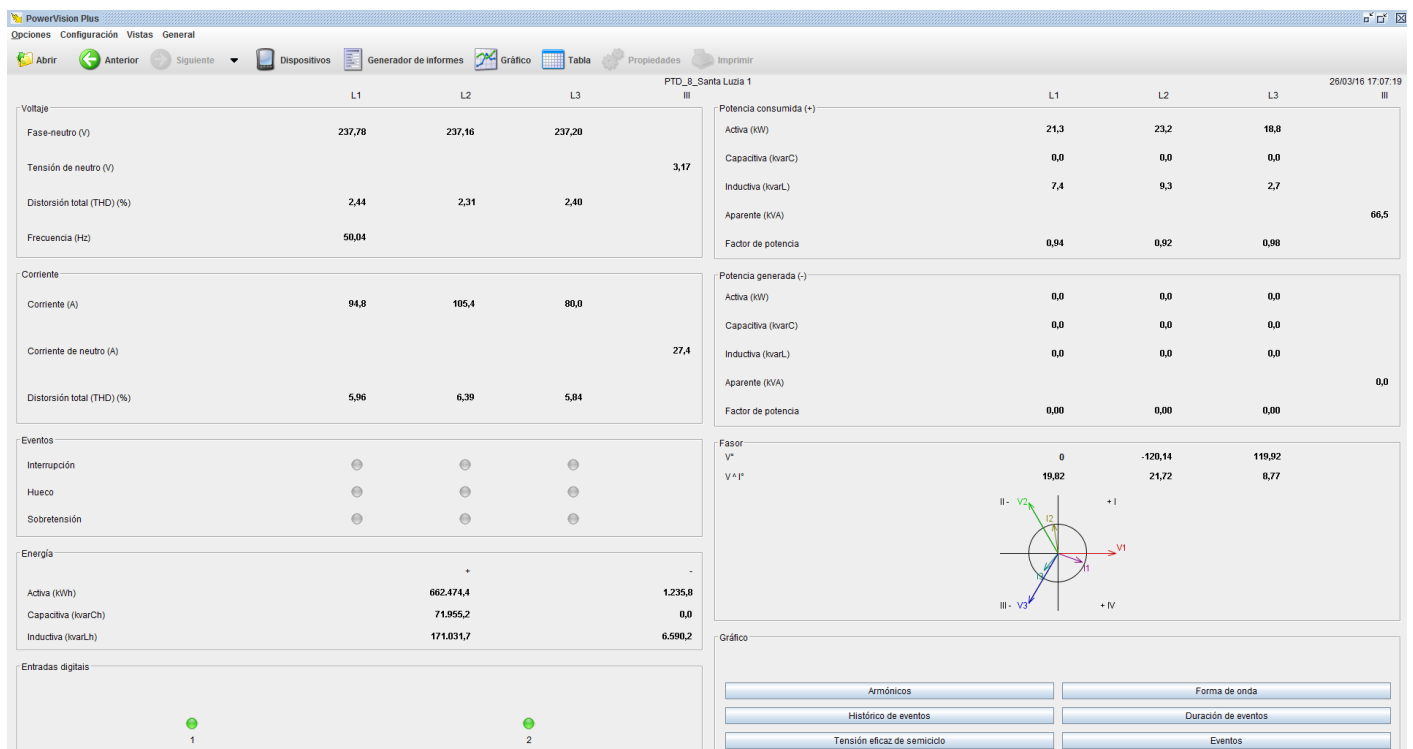 PowerVision Plus
Opciones Configuración Vistas General
Abrir Anterior Siguiente Dispositivos Generador de informes Gráfico Tabla Propiedades Imprimir
PTD_8_Santa Luzia 1 26/03/16 17:07:19
L1 L2 L3 III
Voltaje
Fase-neutro (V) 237,78 237,16 237,20
Tensión de neutro (V) 3,17
Distorsión total (THD) (%) 2,44 2,31 2,40
Frecuencia (Hz) 50,04
Corriente
Corriente (A) 94,8 105,4 80,0
Corriente de neutro (A) 27,4
Distorsión total (THD) (%) 5,96 6,39 5,84
Eventos
Interrupción
Hueco
Sobretensión
Energía
+ -
Activa (kWh) 662.474,4 1.235,8
Capacitiva (kvarCh) 71.955,2 0,0
Inductiva (kvarLh) 171.031,7 6.590,2
Entradas digitais
1 2
L1 L2 L3 III
Potencia consumida (+)
Activa (kW) 21,3 23,2 18,8
Capacitiva (kvarC) 0,0 0,0 0,0
Inductiva (kvarL) 7,4 9,3 2,7
Aparente (kVA) 66,5
Factor de potencia 0,94 0,92 0,98
Potencia generada (-)
Activa (kW) 0,0 0,0 0,0
Capacitiva (kvarC) 0,0 0,0 0,0
Inductiva (kvarL) 0,0 0,0 0,0
Aparente (kVA) 0,0
Factor de potencia 0,00 0,00 0,00
Fasor
V° 0 -120,14 119,92
V ^ I° 19,82 21,72 8,77
II - V2 + I
I2
V1
I1
I3
III - V3 + IV
Gráfico
Armónicos Forma de onda
Histórico de eventos Duración de eventos
Tensión eficaz de semiciclo Eventos